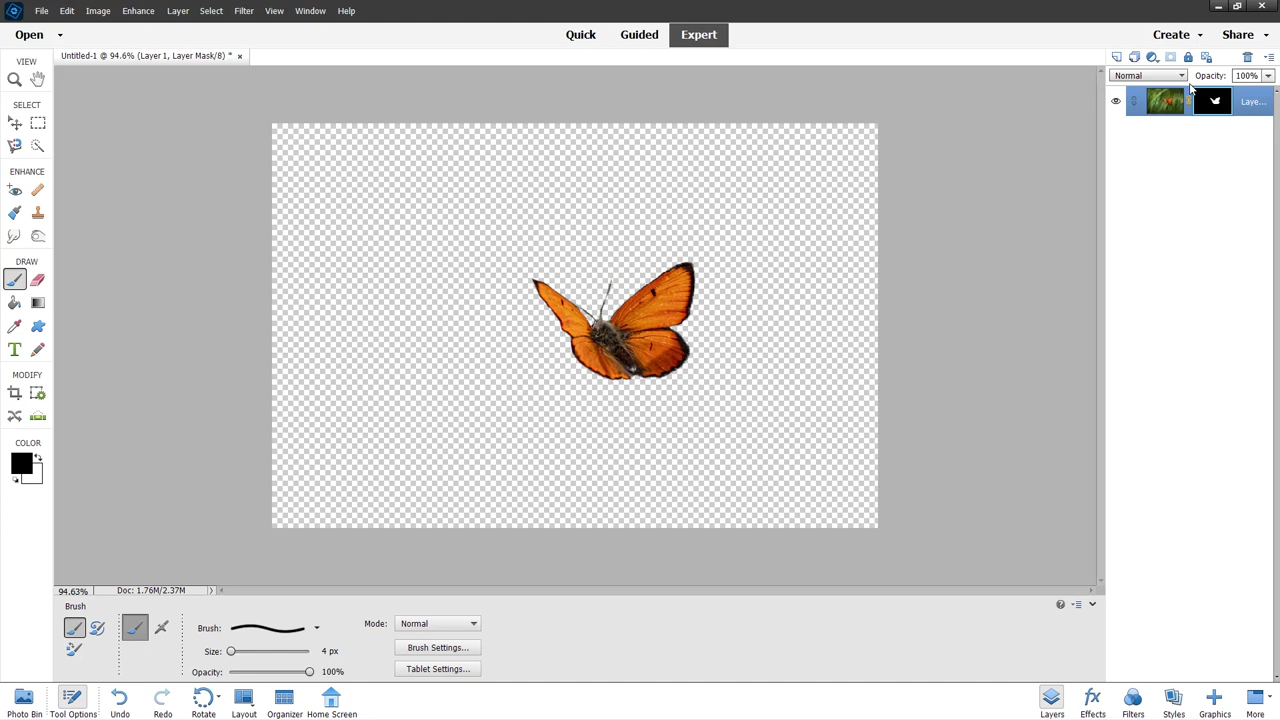 File Edit Image Enhance Layer Select Filter View Window Help
Open Quick Guided Expert Create Share
Untitled-1 @ 94.6% (Layer 1, Layer Mask/8) *
VIEW
SELECT
ENHANCE
DRAW
MODIFY
COLOR
Normal Opacity: 100%
Laye...
94.63% Doc: 1.76M/2.37M
Brush
Brush:
Size: 4 px
Opacity: 100%
Mode: Normal
Brush Settings...
Tablet Settings...
Photo Bin Tool Options Undo Redo Rotate Layout Organizer Home Screen Layers Effects Filters Styles Graphics More